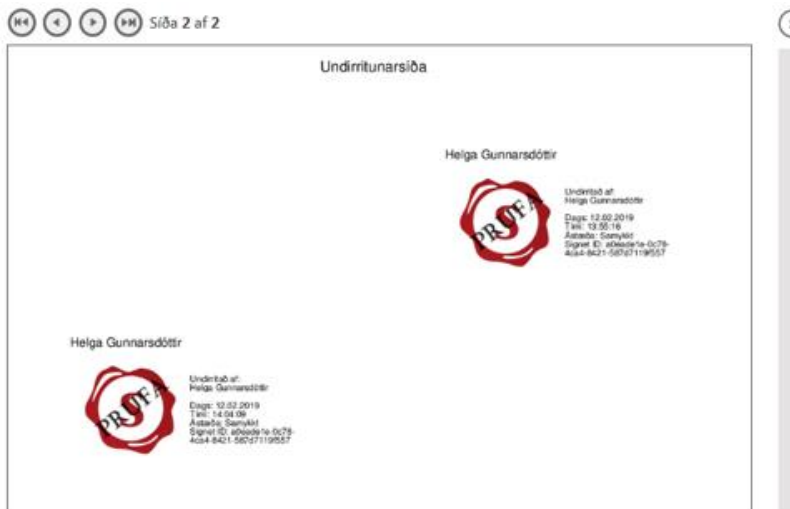 Síða 2 af 2
Undirritunarsíða
Helga Gunnarsdóttir
PRUFA
S
Undirritað af:
Helga Gunnarsdóttir
Dags: 12.02.2019
Tími: 13:55:16
Ástæða: Samykkt
Signet ID: a0eade1e-0c78-
4ca4-8421-587d7119f557
Helga Gunnarsdóttir
PRUFA
S
Undirritað af:
Helga Gunnarsdóttir
Dags: 12.02.2019
Tími: 14:04:09
Ástæða: Samykkt
Signet ID: a0eade1e-0c78-
4ca4-8421-587d7119f557